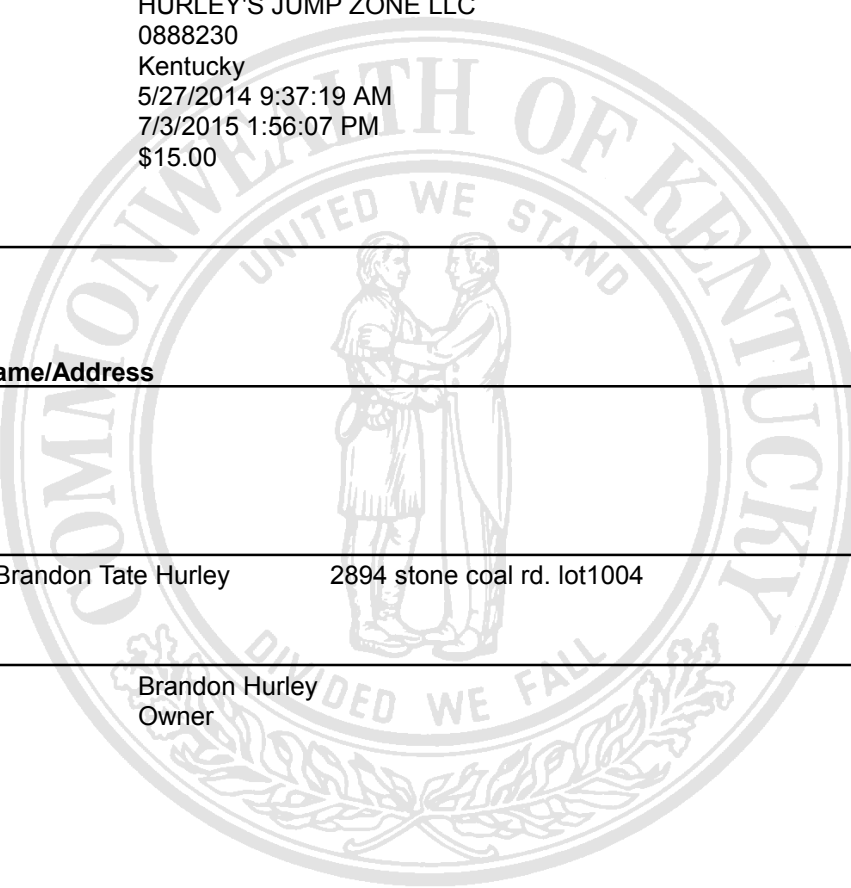 HURLEY'S JUMP ZONE LLC
0888230
Kentucky
5/27/2014 9:37:19 AM
7/3/2015 1:56:07 PM
$15.00
COMMONWEALTH OF KENTUCKY
UNITED WE STAND
ame/Address
Brandon Tate Hurley 2894 stone coal rd. lot1004
DIVIDED WE FALL
Brandon Hurley
Owner